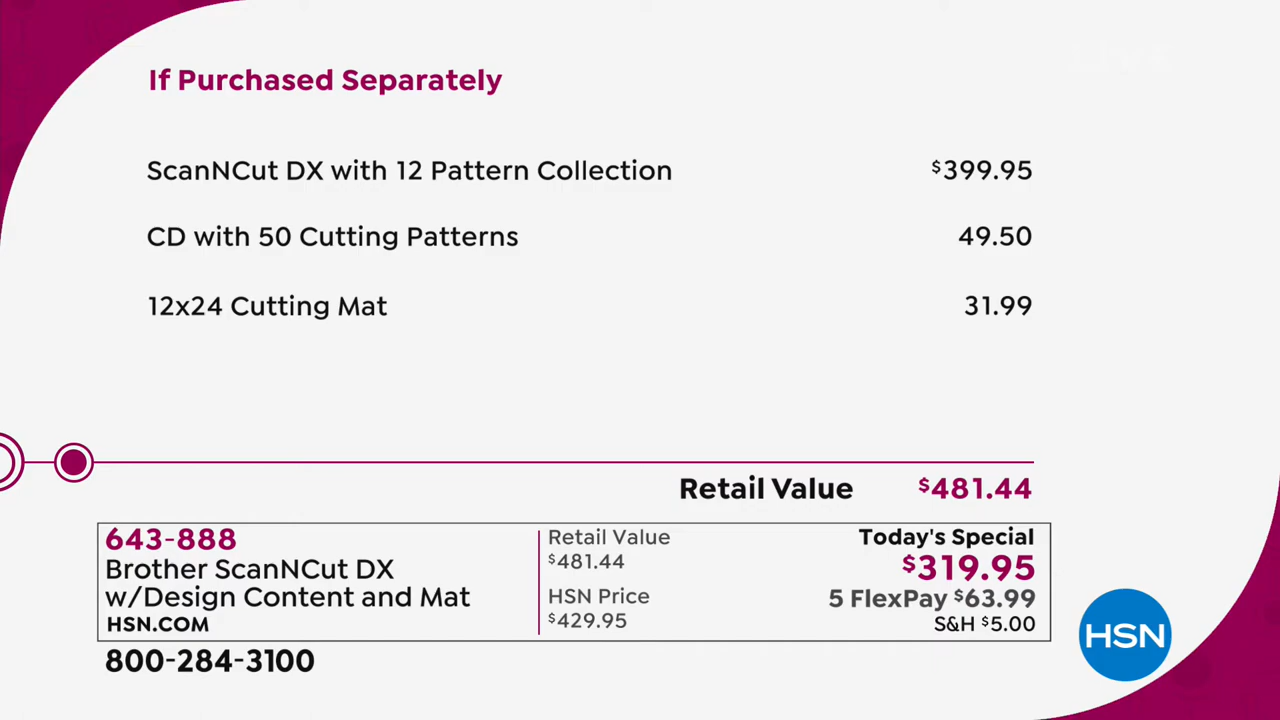 If Purchased Separately
ScanNCut DX with 12 Pattern Collection $399.95
CD with 50 Cutting Patterns 49.50
12x24 Cutting Mat 31.99
Retail Value $481.44
643-888
Brother ScanNCut DX
w/Design Content and Mat
HSN.COM
Retail Value
$481.44
HSN Price
$429.95
Today's Special
$319.95
5 FlexPay $63.99
S&H $5.00
800-284-3100
HSN